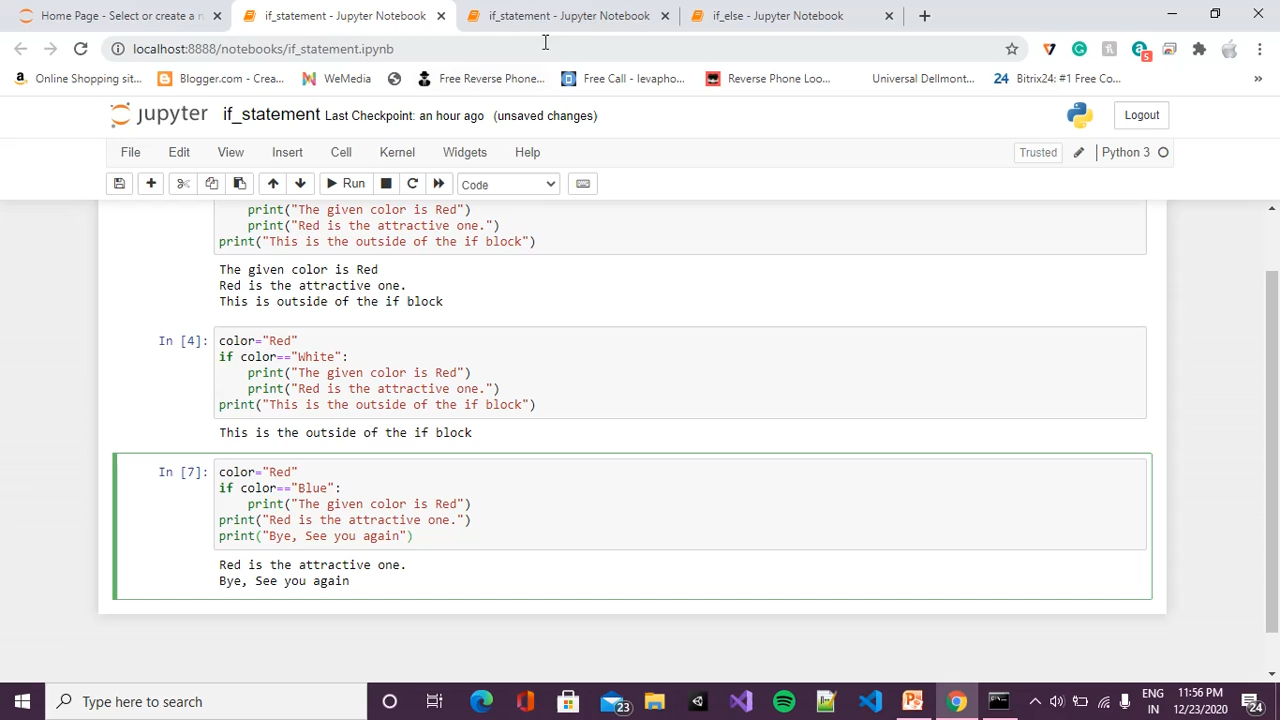 Home Page - Select or create a n
if_statement - Jupyter Notebook
if_statement - Jupyter Notebook
if_else - Jupyter Notebook
localhost:8888/notebooks/if_statement.ipynb
5
Online Shopping sit...
Blogger.com - Crea...
WeMedia
Free Reverse Phone...
Free Call - levapho...
Reverse Phone Loo...
Universal Dellmont...
24 Bitrix24: #1 Free Co...
»
jupyter if_statement Last Checkpoint: an hour ago (unsaved changes)
Logout
File Edit View Insert Cell Kernel Widgets Help
Trusted Python 3
Run Code
print("The given color is Red")
print("Red is the attractive one.")
print("This is the outside of the if block")
The given color is Red
Red is the attractive one.
This is outside of the if block
In [4]: color="Red"
if color=="White":
print("The given color is Red")
print("Red is the attractive one.")
print("This is the outside of the if block")
This is the outside of the if block
In [7]: color="Red"
if color=="Blue":
print("The given color is Red")
print("Red is the attractive one.")
print("Bye, See you again")
Red is the attractive one.
Bye, See you again
Type here to search
23
ENG
IN
11:56 PM
12/23/2020
24